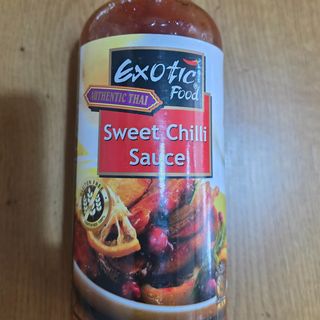 Exotic
Food
AUTHENTIC THAI
Sweet Chilli
Sauce